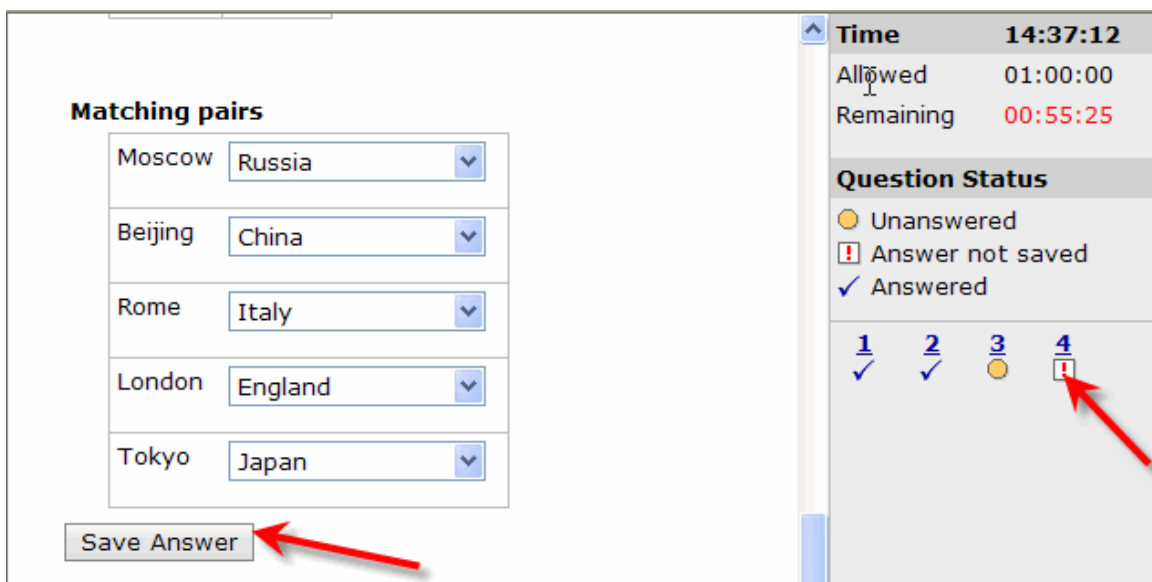 Matching pairs
Moscow Russia
Beijing China
Rome Italy
London England
Tokyo Japan
Save Answer
Time 14:37:12
Allowed 01:00:00
Remaining 00:55:25
Question Status
Unanswered
! Answer not saved
✓ Answered
1 2 3 4
✓ ✓ !